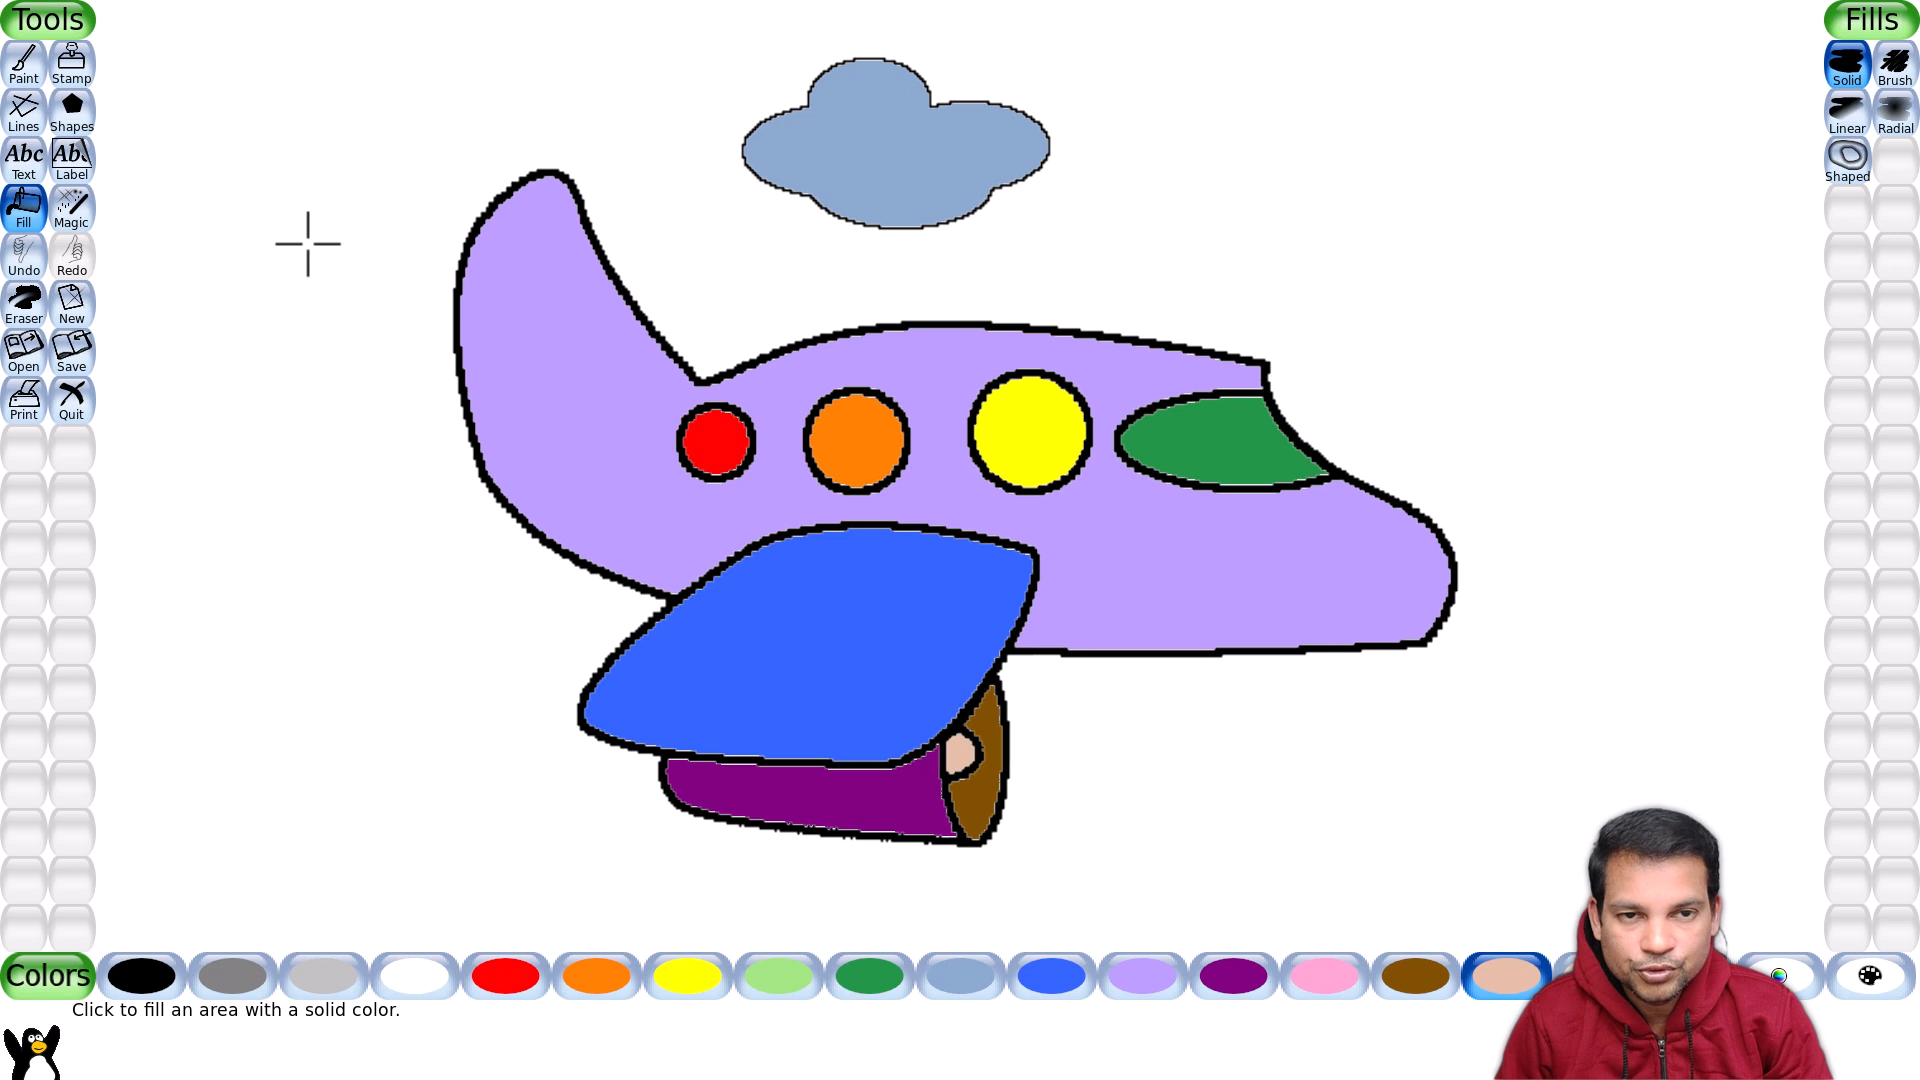 Tools
Fills
Paint Stamp
Solid Brush
Lines Shapes
Linear Radial
Abc Abc
Text Label
Shaped
Fill Magic
Undo Redo
Eraser New
Open Save
Print Quit
Colors
Click to fill an area with a solid color.